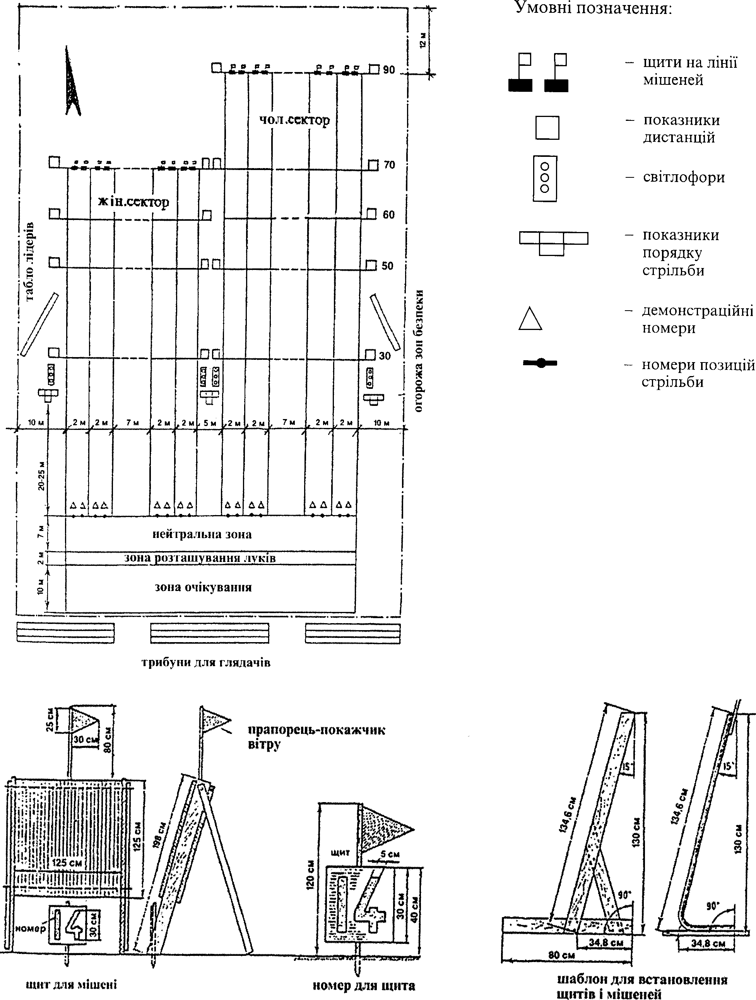 Умовні позначення:
– щити на лінії
мішеней
– показники
дистанцій
– світлофори
– показники
порядку
стрільби
– демонстраційні
номери
– номери позицій
стрільби
12 м
90
чол.сектор
70
жін.сектор
60
50
30
табло лідерів
огорожа зон безпеки
10 м 2 м 2 м 7 м 2 м 2 м 5 м 2 м 2 м 7 м 2 м 2 м 10 м
20-25 м
7 м
нейтральна зона
2 м
зона розташування луків
10 м
зона очікування
трибуни для глядачів
25 см
30 см
80 см
прапорець-покажчик
вітру
125 см
125 см
198 см
номер
14
30 см
щит для мішені
щит
5 см
120 см
14
30 см
40 см
номер для щита
15°
134,6 см
130 см
90°
34,8 см
80 см
15°
134,6 см
130 см
90°
34,8 см
шаблон для встановлення
щитів і мішеней